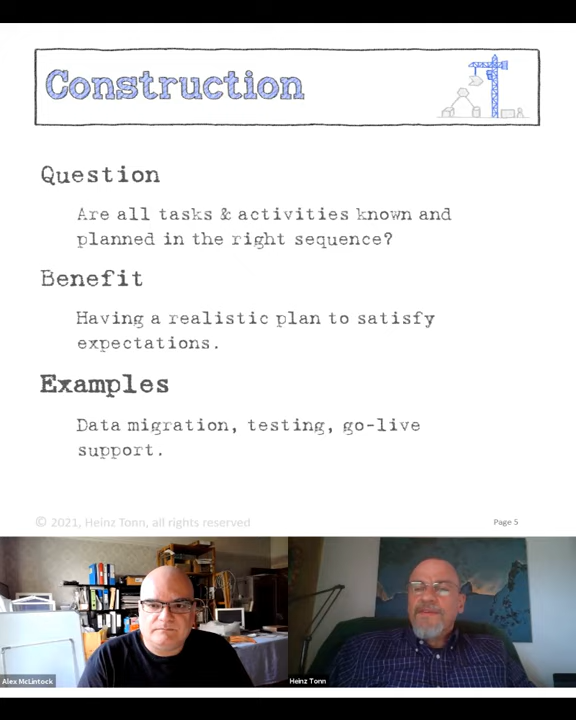 Construction
Question
Are all tasks & activities known and
planned in the right sequence?
Benefit
Having a realistic plan to satisfy
expectations.
Examples
Data migration, testing, go-live
support.
© 2021, Heinz Tonn, all rights reserved
Page 5
Alex McLintock
Heinz Tonn